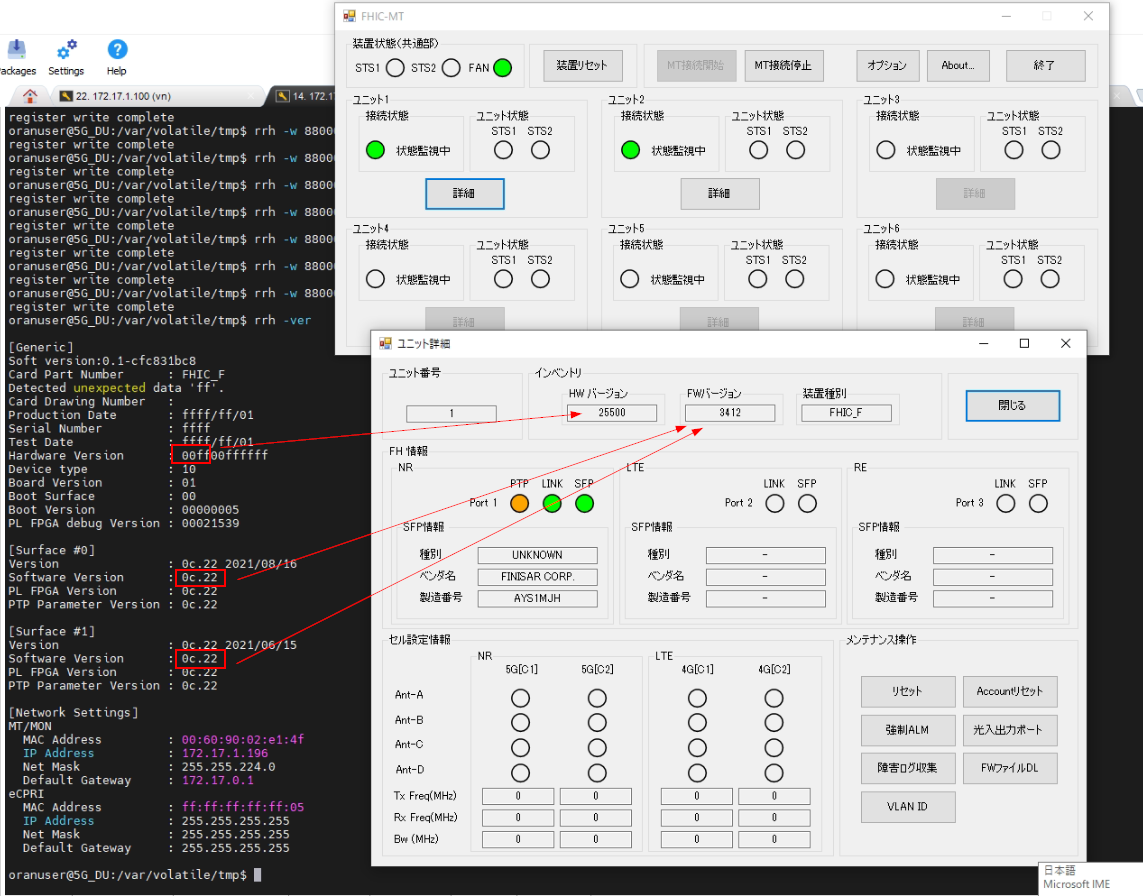 FHIC-MT
装置状態(共通部)
STS1 STS2 FAN
装置リセット
MT接続開始
MT接続停止
オプション
About...
終了
ackages Settings Help
22. 172.17.1.100 (vn)
14. 172.1
ユニット1
接続状態
状態監視中
ユニット状態
STS1 STS2
詳細
ユニット2
接続状態
状態監視中
ユニット状態
STS1 STS2
詳細
ユニット3
接続状態
状態監視中
ユニット状態
STS1 STS2
詳細
ユニット4
接続状態
状態監視中
ユニット状態
STS1 STS2
詳細
ユニット5
接続状態
状態監視中
ユニット状態
STS1 STS2
詳細
ユニット6
接続状態
状態監視中
ユニット状態
STS1 STS2
詳細
register write complete
oranuser@5G_DU:/var/volatile/tmp$ rrh -w 8800
register write complete
oranuser@5G_DU:/var/volatile/tmp$ rrh -w 8800
register write complete
oranuser@5G_DU:/var/volatile/tmp$ rrh -w 8800
register write complete
oranuser@5G_DU:/var/volatile/tmp$ rrh -w 8800
register write complete
oranuser@5G_DU:/var/volatile/tmp$ rrh -w 8800
register write complete
oranuser@5G_DU:/var/volatile/tmp$ rrh -w 8800
register write complete
oranuser@5G_DU:/var/volatile/tmp$ rrh -w 8800
register write complete
oranuser@5G_DU:/var/volatile/tmp$ rrh -ver
[Generic]
Soft version:0.1-cfc831bc8
Card Part Number : FHIC_F
Detected unexpected data 'ff'.
Card Drawing Number :
Production Date : ffff/ff/01
Serial Number : ffff
Test Date : ffff/ff/01
Hardware Version : 00ff00ffffff
Device type : 10
Board Version : 01
Boot Surface : 00
Boot Version : 00000005
PL FPGA debug Version : 00021539
[Surface #0]
Version : 0c.22 2021/08/16
Software Version : 0c.22
PL FPGA Version : 0c.22
PTP Parameter Version : 0c.22
[Surface #1]
Version : 0c.22 2021/06/15
Software Version : 0c.22
PL FPGA Version : 0c.22
PTP Parameter Version : 0c.22
[Network Settings]
MT/MON
MAC Address : 00:60:90:02:e1:4f
IP Address : 172.17.1.196
Net Mask : 255.255.224.0
Default Gateway : 172.17.0.1
eCPRI
MAC Address : ff:ff:ff:ff:ff:05
IP Address : 255.255.255.255
Net Mask : 255.255.255.255
Default Gateway : 255.255.255.255
oranuser@5G_DU:/var/volatile/tmp$
ユニット詳細
ユニット番号
1
インベントリ
HW バージョン
25500
FWバージョン
3412
装置種別
FHIC_F
閉じる
FH 情報
NR
PTP LINK SFP
Port 1
SFP情報
種別 UNKNOWN
ベンダ名 FINISAR CORP.
製造番号 AYS1MJH
LTE
LINK SFP
Port 2
SFP情報
種別 -
ベンダ名 -
製造番号 -
RE
LINK SFP
Port 3
SFP情報
種別 -
ベンダ名 -
製造番号 -
セル設定情報
NR LTE
5G[C1] 5G[C2] 4G[C1] 4G[C2]
Ant-A
Ant-B
Ant-C
Ant-D
Tx Freq(MHz) 0 0 0 0
Rx Freq(MHz) 0 0 0 0
Bw (MHz) 0 0 0 0
メンテナンス操作
リセット Accountリセット
強制ALM 光入出力ポート
障害ログ収集 FWファイルDL
VLAN ID
日本語
Microsoft IME